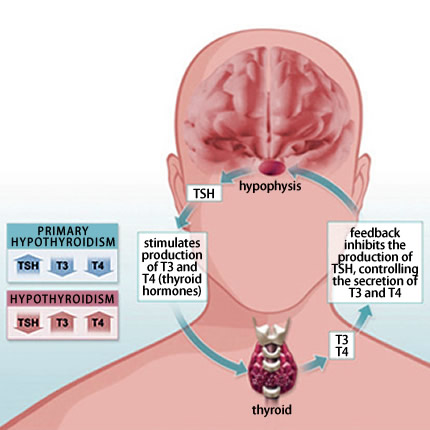 hypophysis
TSH
stimulates
production
of T3 and
T4 (thyroid
hormones)
thyroid
T3
T4
feedback
inhibits the
production of
TSH, controlling
the secretion of
T3 and T4
PRIMARY
HYPOTHYROIDISM
TSH T3 T4
HYPOTHYROIDISM
TSH T3 T4